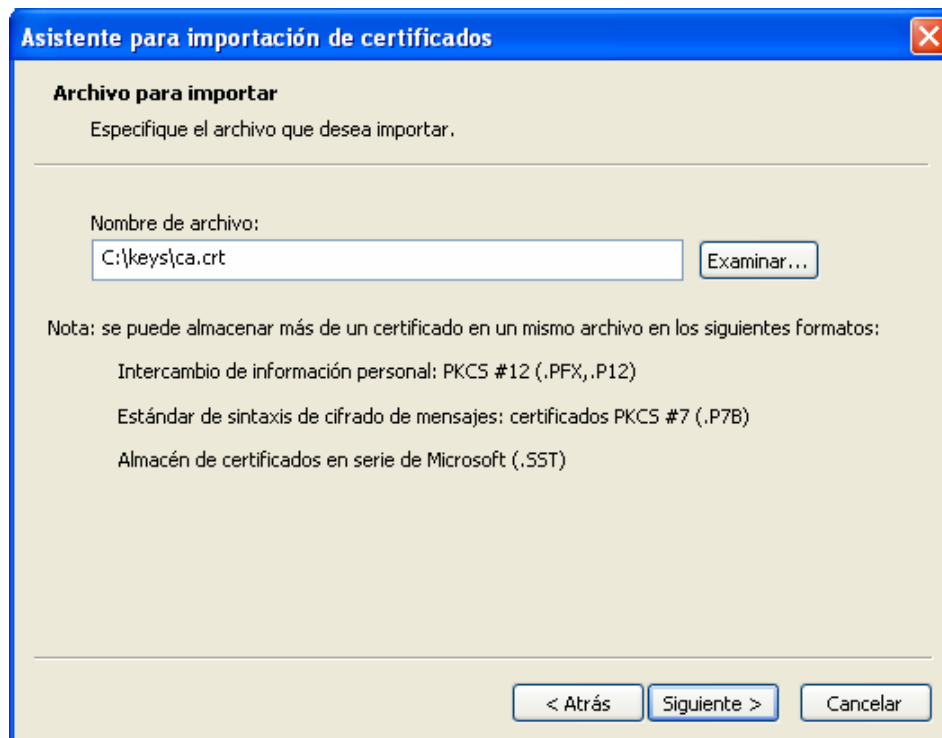 Asistente para importación de certificados
Archivo para importar
Especifique el archivo que desea importar.
Nombre de archivo:
C:\keys\ca.crt
Examinar...
Nota: se puede almacenar más de un certificado en un mismo archivo en los siguientes formatos:
Intercambio de información personal: PKCS #12 (.PFX,.P12)
Estándar de sintaxis de cifrado de mensajes: certificados PKCS #7 (.P7B)
Almacén de certificados en serie de Microsoft (.SST)
< Atrás
Siguiente >
Cancelar